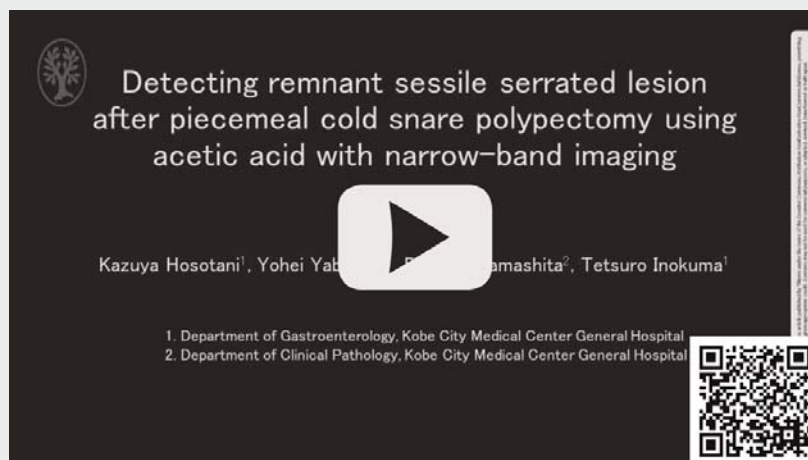 Detecting remnant sessile serrated lesion
after piecemeal cold snare polypectomy using
acetic acid with narrow-band imaging
Kazuya Hosotani¹, Yohei amashita², Tetsuro Inokuma¹
1. Department of Gastroenterology, Kobe City Medical Center General Hospital
2. Department of Clinical Pathology, Kobe City Medical Center General Hospital